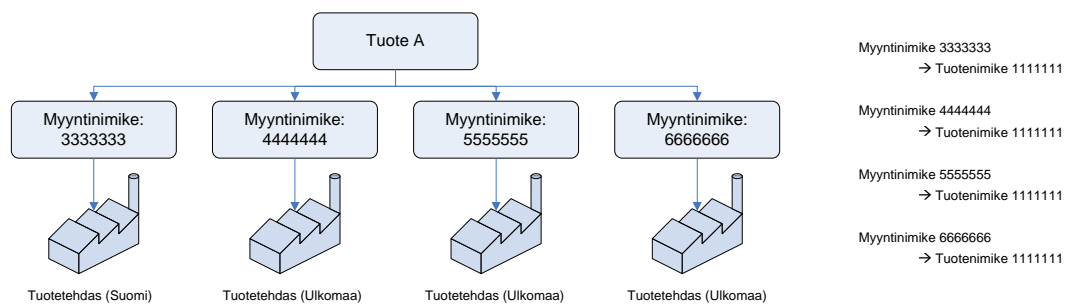 Tuote A
Myyntinimike:
3333333
Myyntinimike:
4444444
Myyntinimike:
5555555
Myyntinimike:
6666666
Tuotetehdas (Suomi)
Tuotetehdas (Ulkomaa)
Tuotetehdas (Ulkomaa)
Tuotetehdas (Ulkomaa)
Myyntinimike 3333333
→ Tuotenimike 1111111
Myyntinimike 4444444
→ Tuotenimike 1111111
Myyntinimike 5555555
→ Tuotenimike 1111111
Myyntinimike 6666666
→ Tuotenimike 1111111